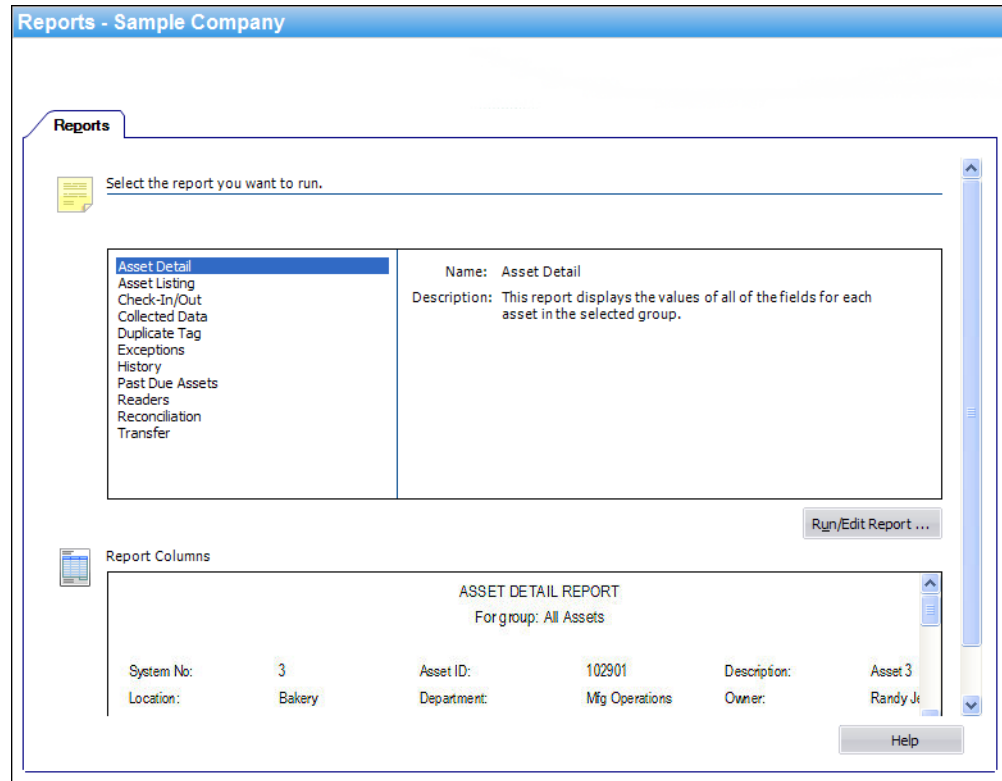 Reports - Sample Company
Reports
Select the report you want to run.
Asset Detail
Asset Listing
Check-In/Out
Collected Data
Duplicate Tag
Exceptions
History
Past Due Assets
Readers
Reconciliation
Transfer
Name: Asset Detail
Description: This report displays the values of all of the fields for each
asset in the selected group.
Run/Edit Report ...
Report Columns
ASSET DETAIL REPORT
For group: All Assets
System No: 3 Asset ID: 102901 Description: Asset 3
Location: Bakery Department: Mfg Operations Owner: Randy
Help